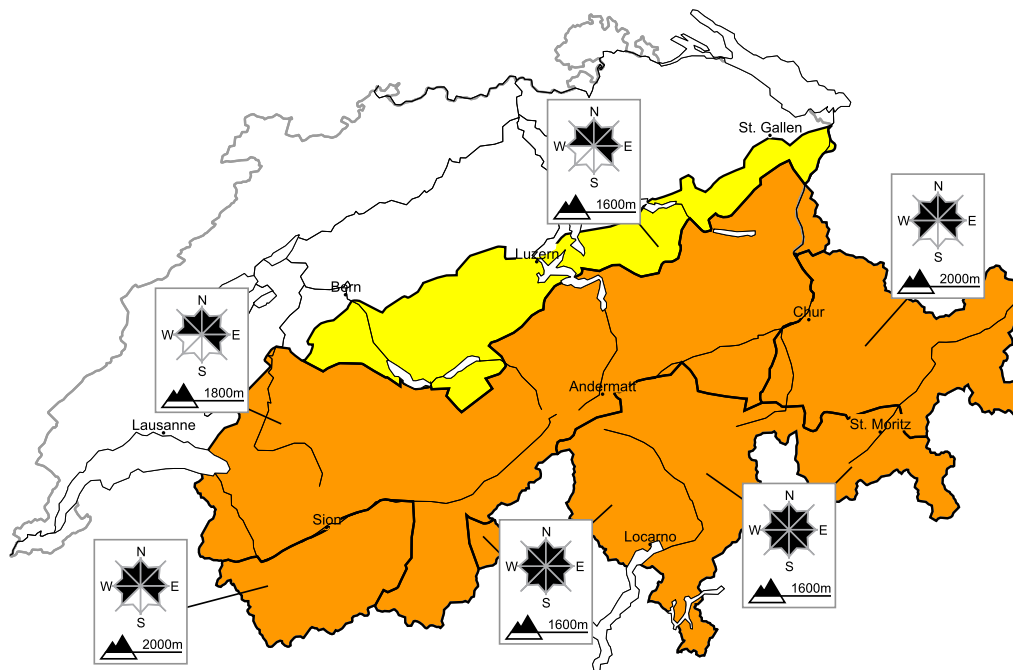 St. Gallen
N
W E
S
1600m
N
W E
S
2000m
Luzern
Bern
N
W E
S
1800m
Chur
Andermatt
Lausanne
St. Moritz
N
W E
S
1600m
Sion
N
W E
S
1600m
Locarno
N
W E
S
2000m